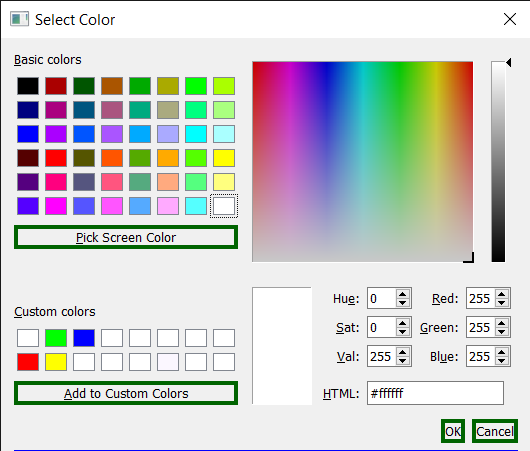 Select Color
Basic colors
Pick Screen Color
Custom colors
Add to Custom Colors
Hue: 0 Red: 255
Sat: 0 Green: 255
Val: 255 Blue: 255
HTML: #ffffff
OK Cancel